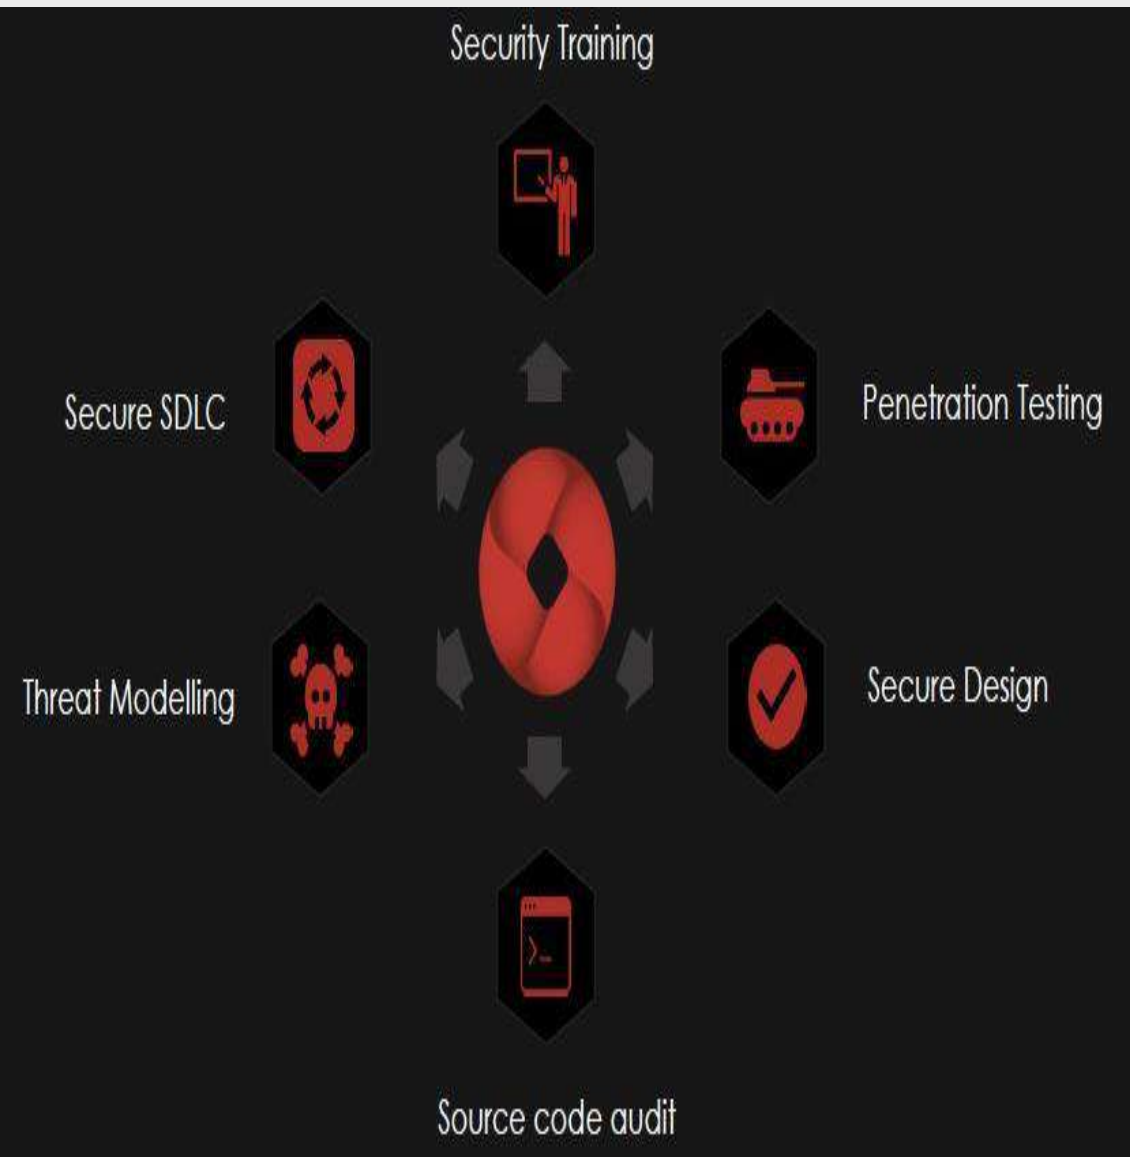 Security Training
Secure SDLC
Penetration Testing
Threat Modelling
Secure Design
Source code audit